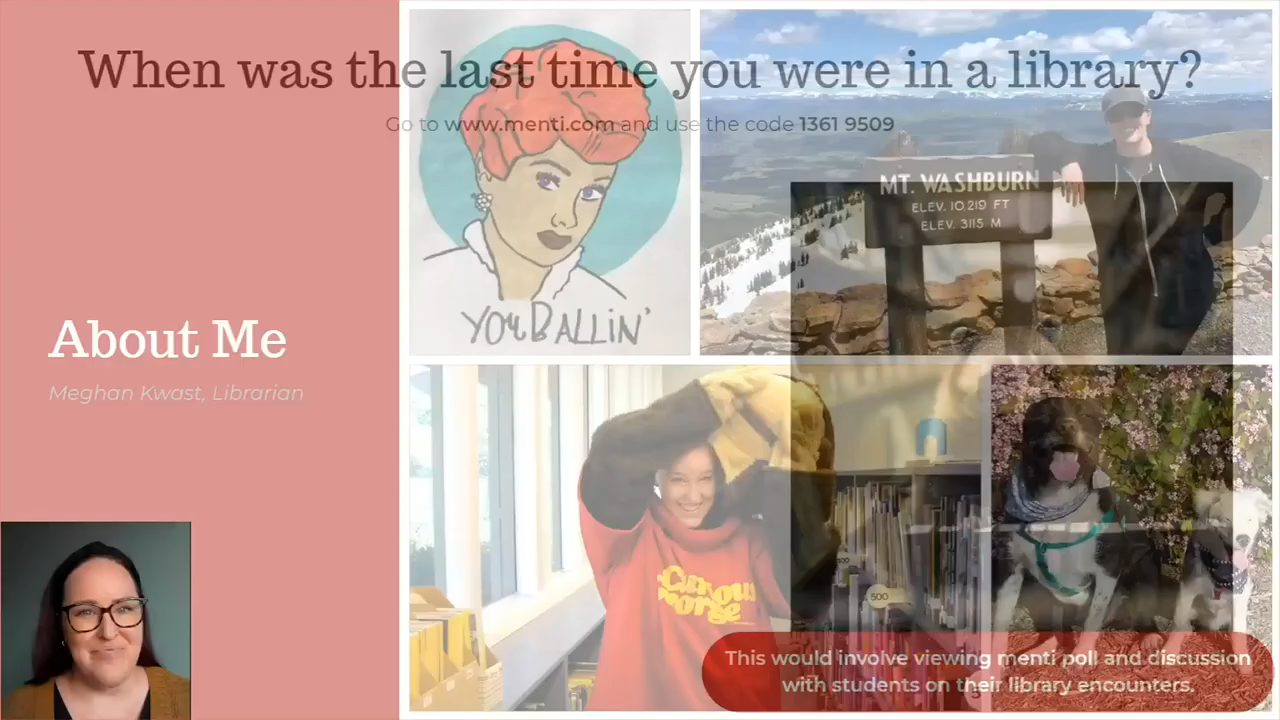 When was the last time you were in a library?
Go to www.menti.com and use the code 1361 9509
MT. WASHBURN
ELEV. 10,219 FT
ELEV. 3115 M
YOU BALLIN'
About Me
Meghan Kwast, Librarian
Curious
George
500
This would involve viewing menti poll and discussion
with students on their library encounters.